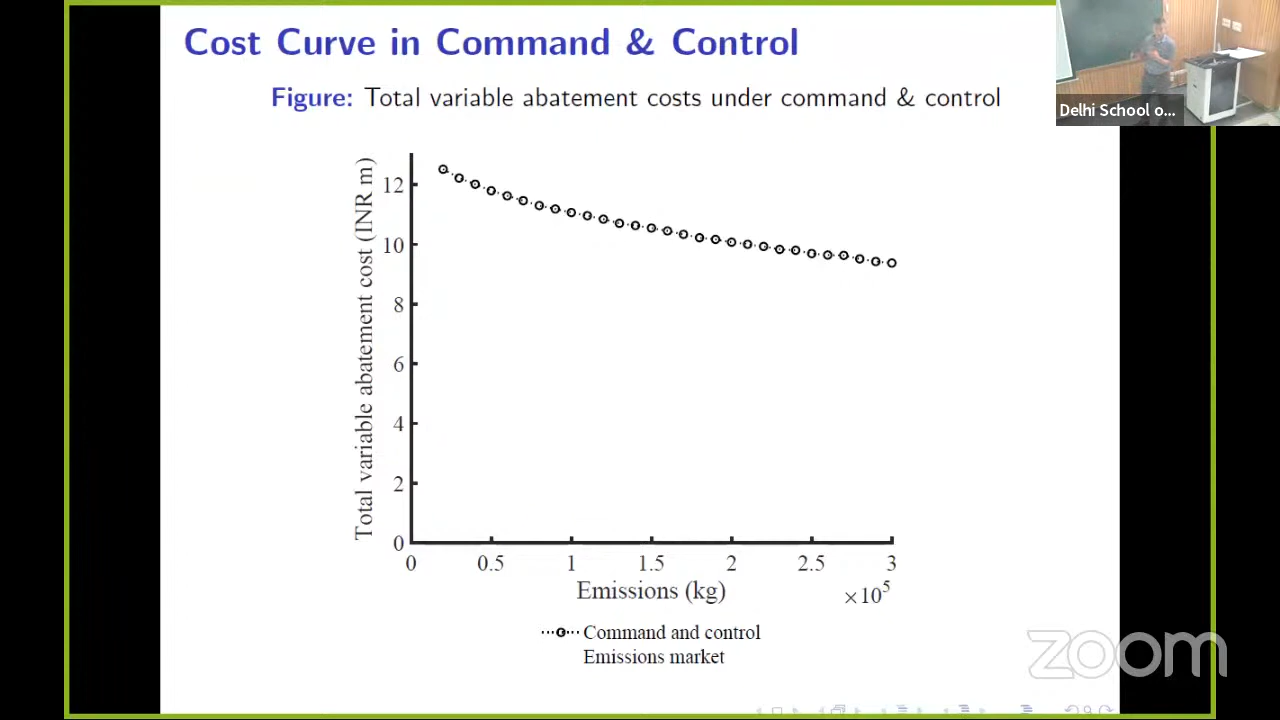 Cost Curve in Command & Control
Figure: Total variable abatement costs under command & control
Delhi School o...
Total variable abatement cost (INR m)
12
10
8
6
4
2
0
0 0.5 1 1.5 2 2.5 3
Emissions (kg)
×10⁵
Command and control
Emissions market
zoom